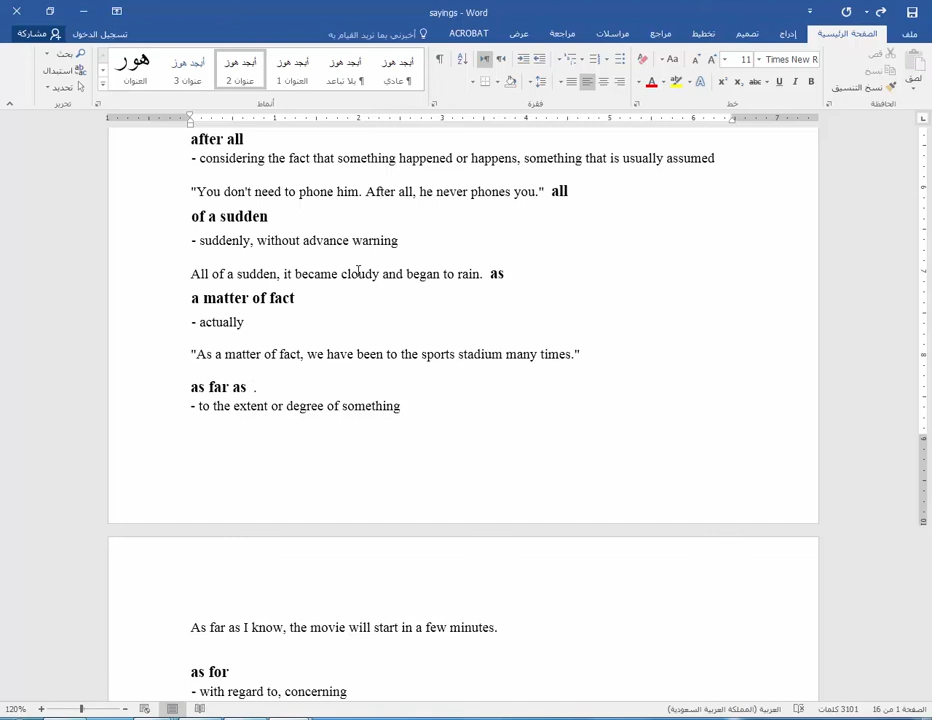 sayings - Word
ملف
الصفحة الرئيسية
إدراج
تصميم
تخطيط
مراجع
مراسلات
مراجعة
عرض
ACROBAT
أخبرني بما تريد القيام به
تسجيل الدخول
مشاركة
لصق
قص
نسخ
نسخ التنسيق
الحافظة
Times New R
11
Aa
خط
فقرة
أبجد هوز
¶ عادي
أبجد هوز
¶ بلا تباعد
أبجد هوز
العنوان 1
أبجد هوز
عنوان 2
أبجد هوز
عنوان 3
هوز
العنوان
أنماط
بحث
استبدال
تحديد
تحرير
after all
- considering the fact that something happened or happens, something that is usually assumed
"You don't need to phone him. After all, he never phones you." all
of a sudden
- suddenly, without advance warning
All of a sudden, it became cloudy and began to rain. as
a matter of fact
- actually
"As a matter of fact, we have been to the sports stadium many times."
as far as .
- to the extent or degree of something
As far as I know, the movie will start in a few minutes.
as for
- with regard to, concerning
الصفحة 1 من 16
3101 كلمات
العربية (المملكة العربية السعودية)
120%